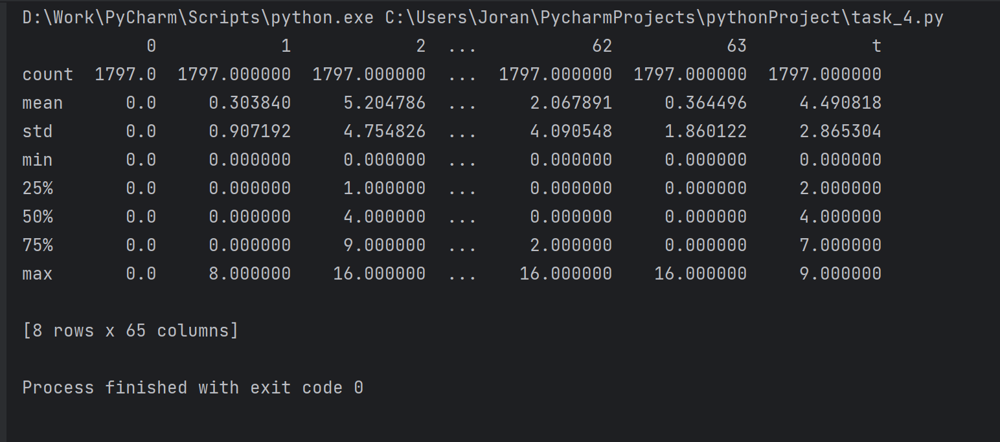 D:\Work\PyCharm\Scripts\python.exe C:\Users\Joran\PycharmProjects\pythonProject\task_4.py
            0            1            2  ...           62           63            t
count  1797.0  1797.000000  1797.000000  ...  1797.000000  1797.000000  1797.000000
mean      0.0     0.303840     5.204786  ...     2.067891     0.364496     4.490818
std       0.0     0.907192     4.754826  ...     4.090548     1.860122     2.865304
min       0.0     0.000000     0.000000  ...     0.000000     0.000000     0.000000
25%       0.0     0.000000     1.000000  ...     0.000000     0.000000     2.000000
50%       0.0     0.000000     4.000000  ...     0.000000     0.000000     4.000000
75%       0.0     0.000000     9.000000  ...     2.000000     0.000000     7.000000
max       0.0     8.000000    16.000000  ...    16.000000    16.000000     9.000000
[8 rows x 65 columns]
Process finished with exit code 0